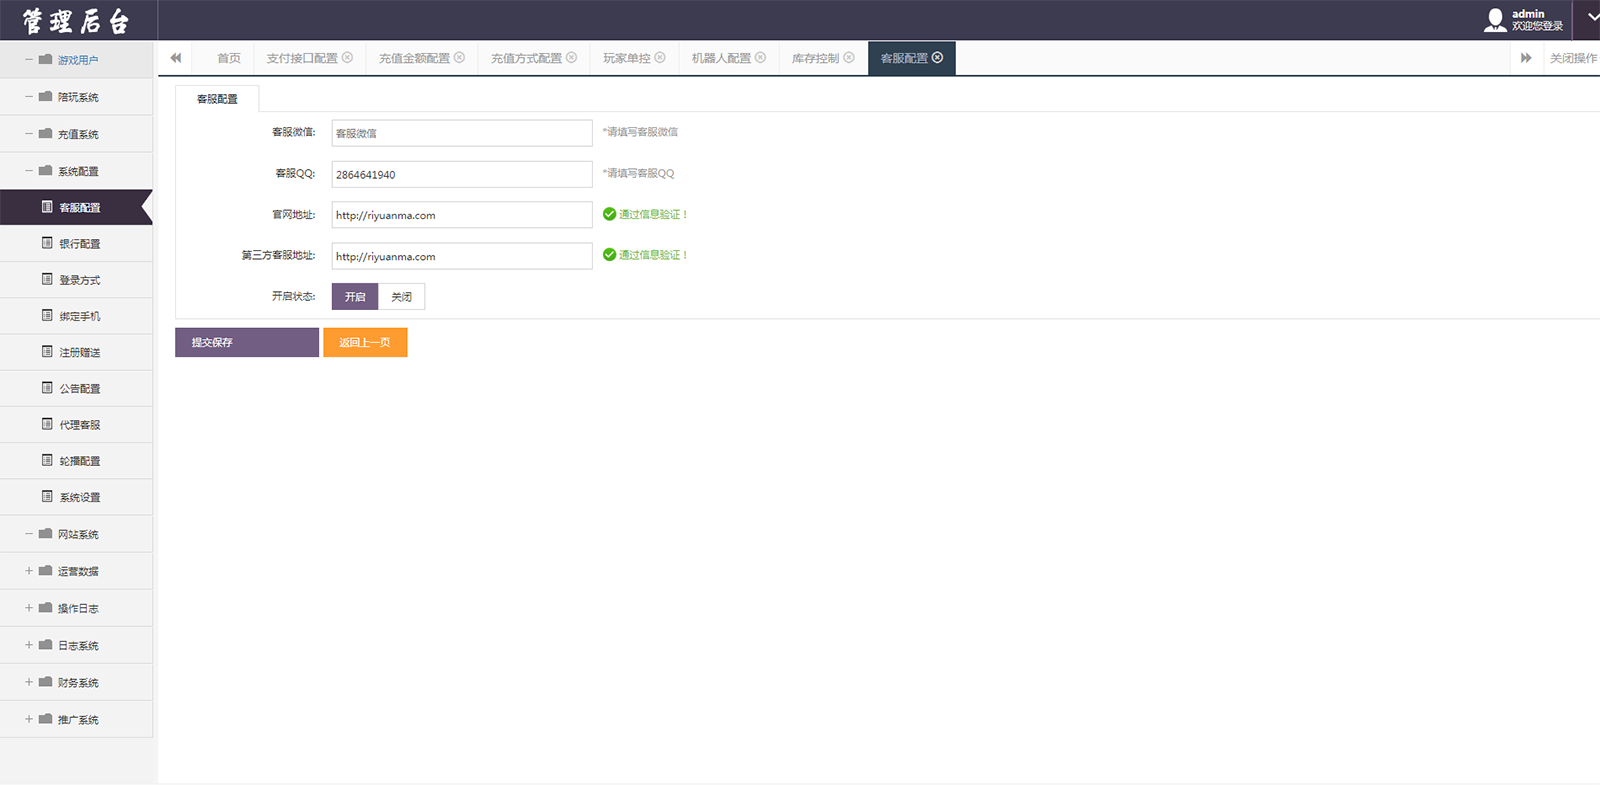 管理后台
admin
欢迎您登录
首页
支付接口配置
充值金额配置
充值方式配置
玩家单控
机器人配置
库存控制
客服配置
关闭操作
游戏用户
陪玩系统
充值系统
系统配置
客服配置
银行配置
登录方式
绑定手机
注册赠送
公告配置
代理客服
轮播配置
系统设置
网站系统
运营数据
操作日志
日志系统
财务系统
推广系统
客服配置
客服微信: 客服微信 *请填写客服微信
客服QQ: 2864641940 *请填写客服QQ
官网地址: http://riyuanma.com 通过信息验证！
第三方客服地址: http://riyuanma.com 通过信息验证！
开启状态: 开启 关闭
提交保存 返回上一页